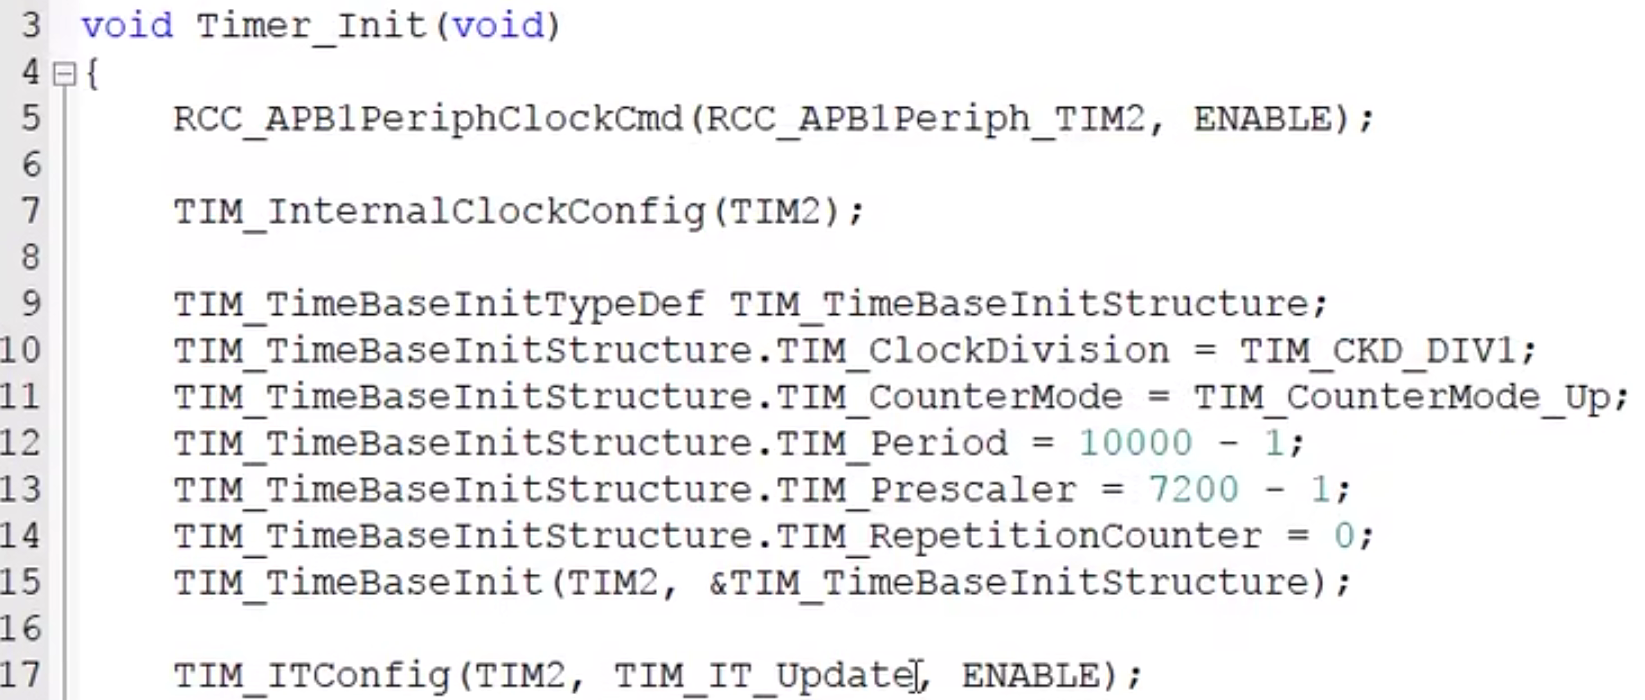 3 void Timer_Init(void)
4 {
5 RCC_APB1PeriphClockCmd(RCC_APB1Periph_TIM2, ENABLE);
6
7 TIM_InternalClockConfig(TIM2);
8
9 TIM_TimeBaseInitTypeDef TIM_TimeBaseInitStructure;
10 TIM_TimeBaseInitStructure.TIM_ClockDivision = TIM_CKD_DIV1;
11 TIM_TimeBaseInitStructure.TIM_CounterMode = TIM_CounterMode_Up;
12 TIM_TimeBaseInitStructure.TIM_Period = 10000 - 1;
13 TIM_TimeBaseInitStructure.TIM_Prescaler = 7200 - 1;
14 TIM_TimeBaseInitStructure.TIM_RepetitionCounter = 0;
15 TIM_TimeBaseInit(TIM2, &TIM_TimeBaseInitStructure);
16
17 TIM_ITConfig(TIM2, TIM_IT_Update, ENABLE);